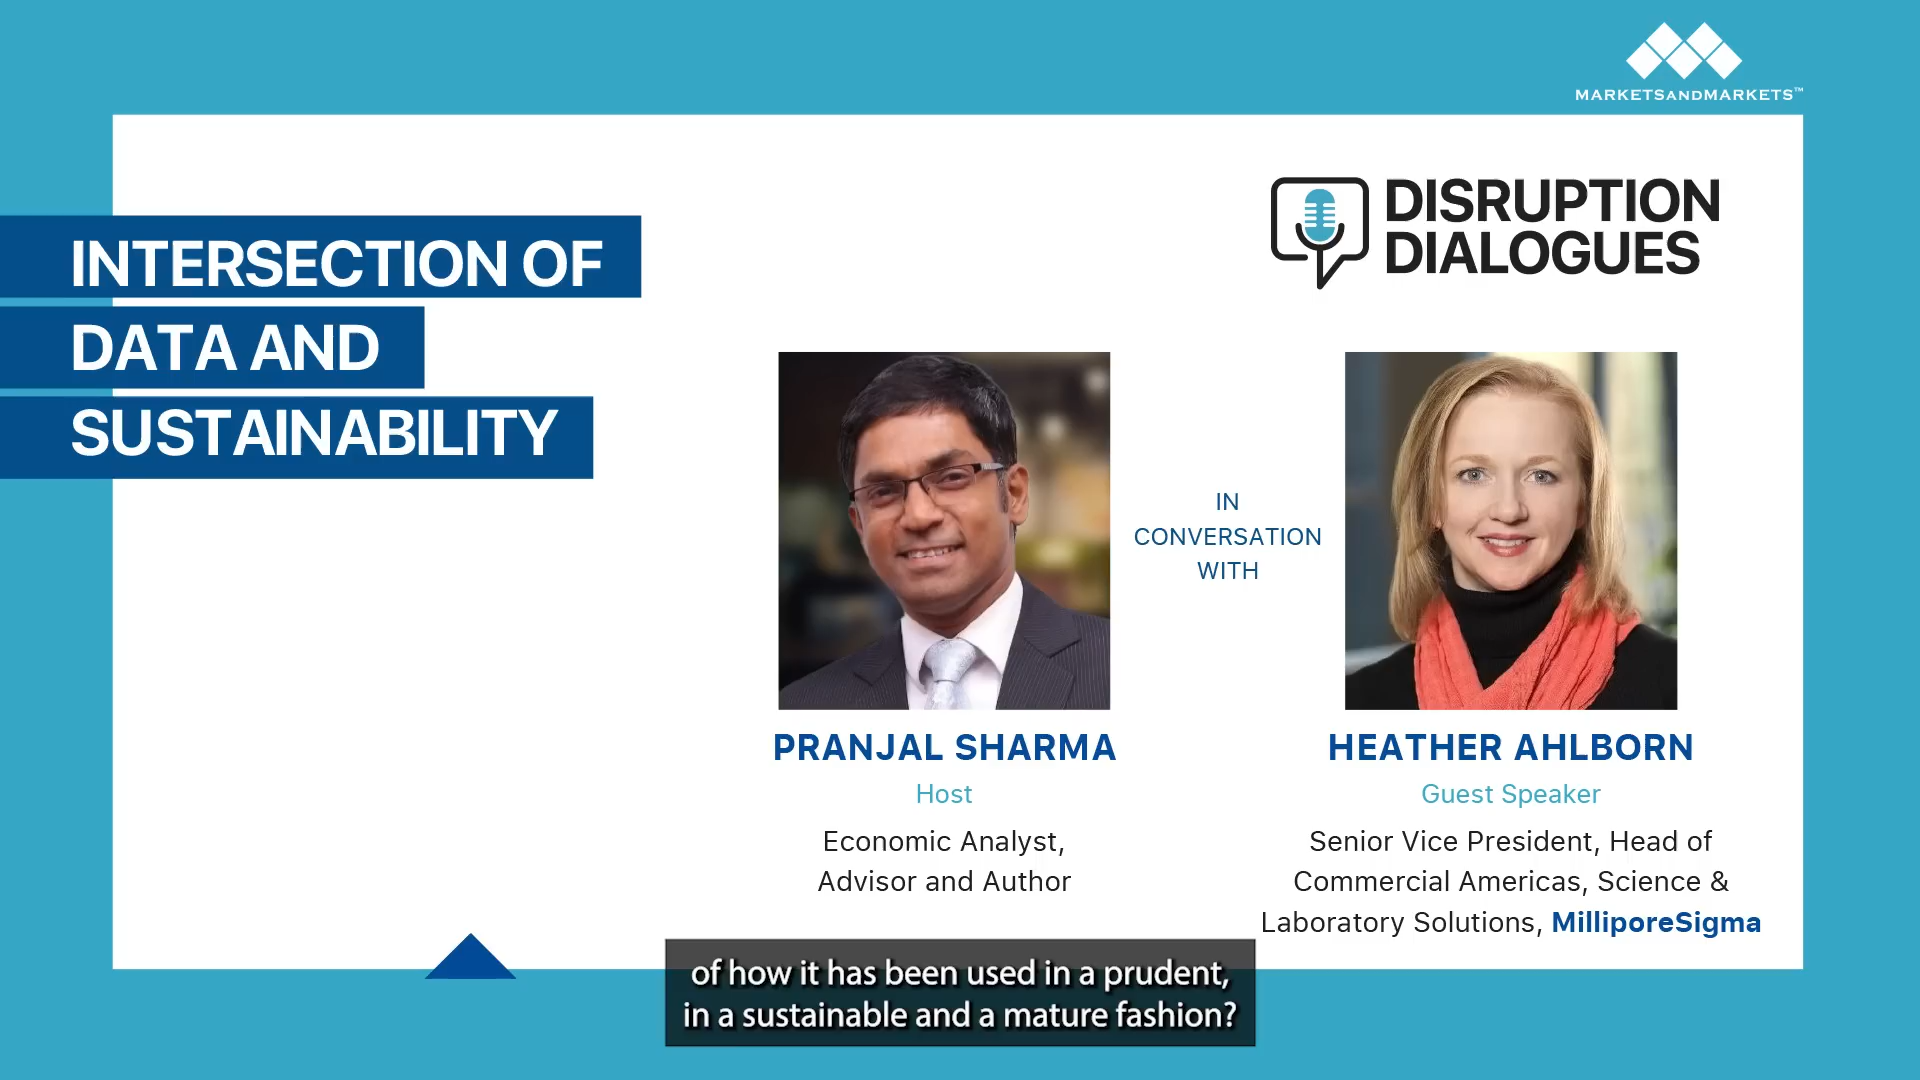 MARKETSANDMARKETS™
DISRUPTION
DIALOGUES
INTERSECTION OF
DATA AND
SUSTAINABILITY
IN
CONVERSATION
WITH
PRANJAL SHARMA
Host
Economic Analyst,
Advisor and Author
HEATHER AHLBORN
Guest Speaker
Senior Vice President, Head of
Commercial Americas, Science &
Laboratory Solutions, MilliporeSigma
of how it has been used in a prudent,
in a sustainable and a mature fashion?